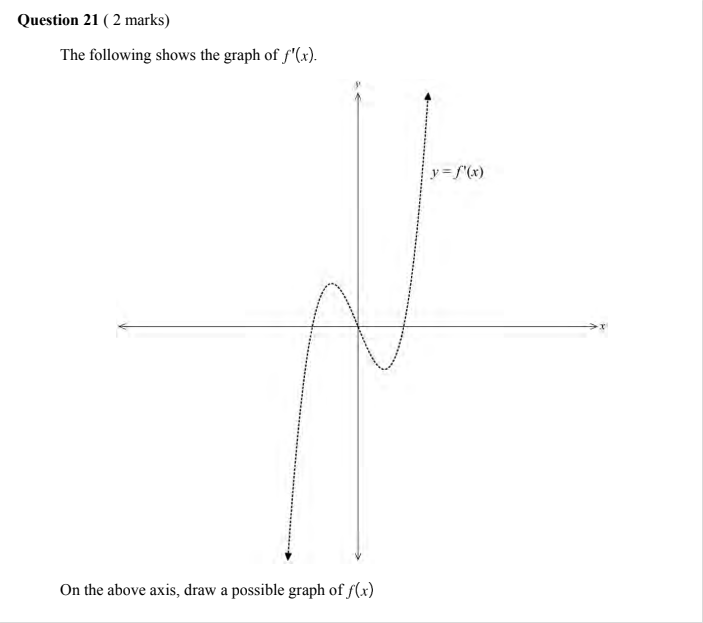 Question 21 ( 2 marks)
The following shows the graph of f'(x).
y
y = f'(x)
x
On the above axis, draw a possible graph of f(x)